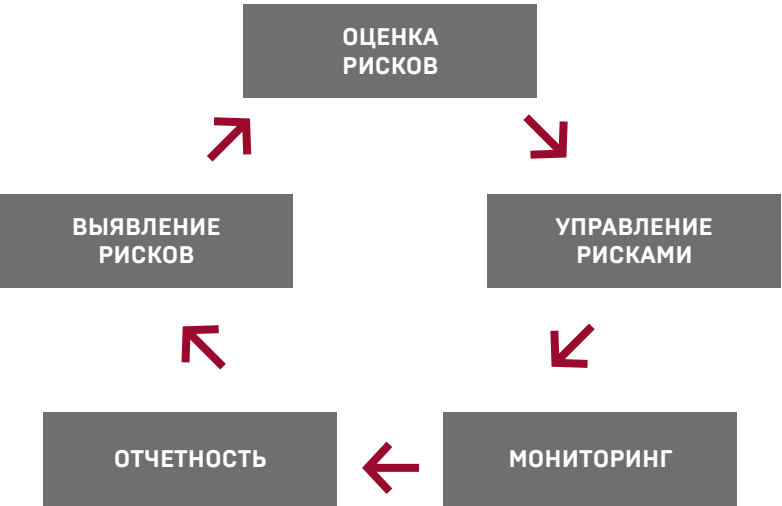 ОЦЕНКА
РИСКОВ
ВЫЯВЛЕНИЕ
РИСКОВ
УПРАВЛЕНИЕ
РИСКАМИ
ОТЧЕТНОСТЬ
МОНИТОРИНГ